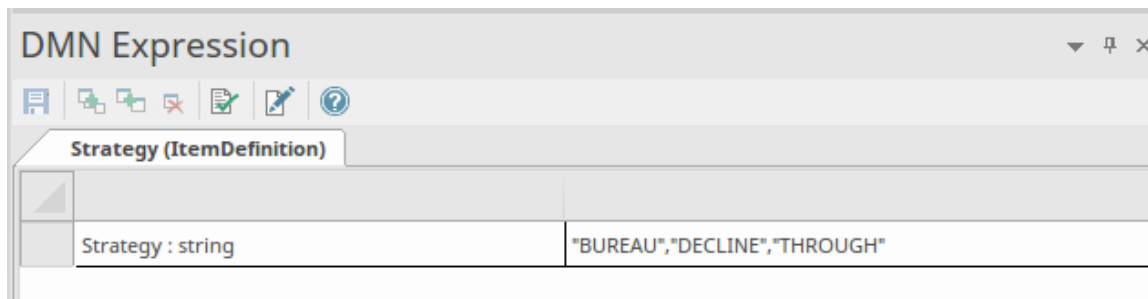 DMN Expression
Strategy (ItemDefinition)
Strategy : string "BUREAU","DECLINE","THROUGH"